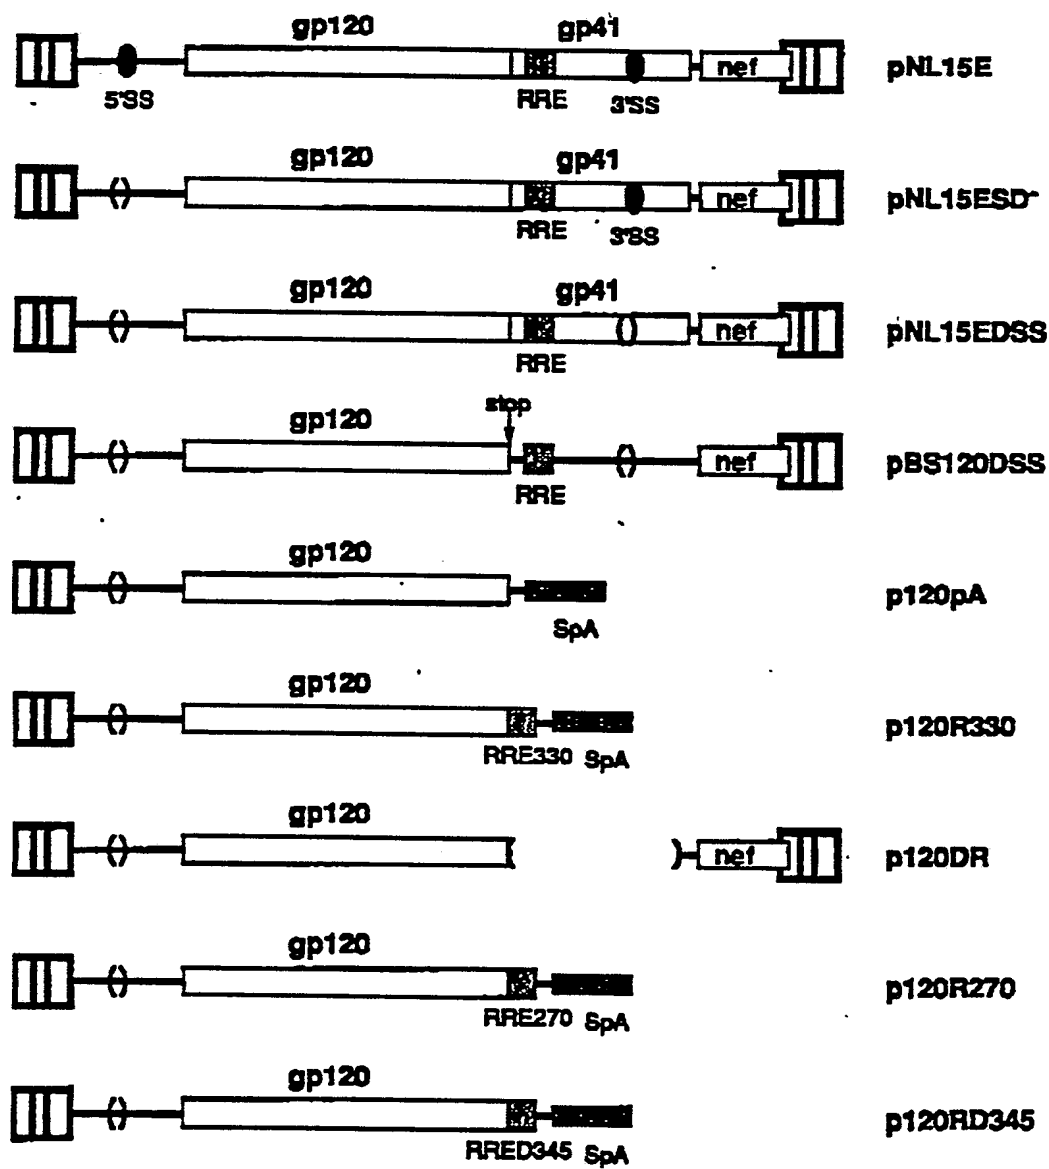 gp120 gp41
nef pNL15E
5'SS RRE 3'SS
gp120 gp41
nef pNL15ESD-
RRE 3'SS
gp120 gp41
nef pNL15EDSS
RRE
stop
gp120
nef pBS120DSS
RRE
gp120
p120pA
SpA
gp120
p120R330
RRE330 SpA
gp120
nef p120DR
gp120
p120R270
RRE270 SpA
gp120
p120RD345
RRED345 SpA